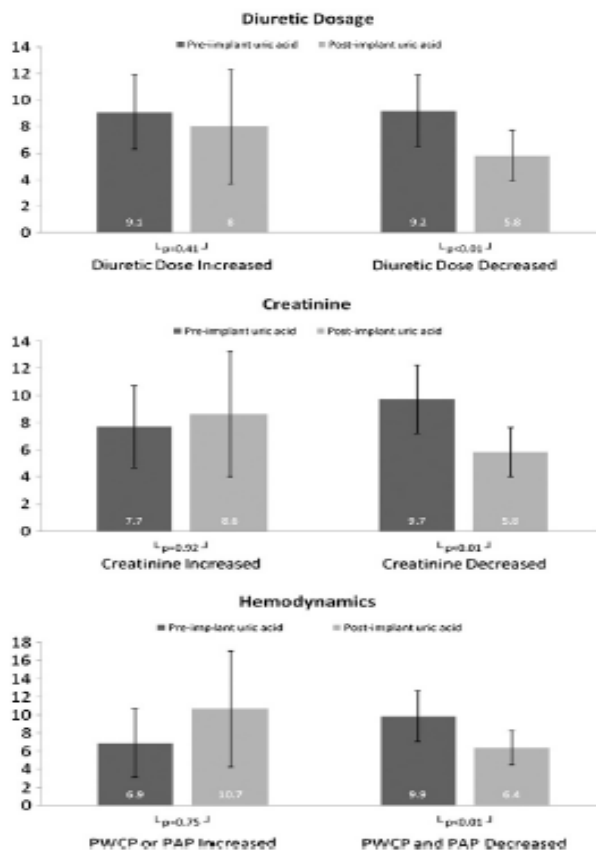 Diuretic Dosage
Pre-implant uric acid Post-implant uric acid
14
12
10
8
6
4
2
0
9.1 8 9.2 5.8
p=0.41 p<0.01
Diuretic Dose Increased Diuretic Dose Decreased
Creatinine
Pre-implant uric acid Post-implant uric acid
14
12
10
8
6
4
2
0
7.7 8.6 9.7 5.8
p=0.92 p<0.01
Creatinine Increased Creatinine Decreased
Hemodynamics
Pre-implant uric acid Post-implant uric acid
18
16
14
12
10
8
6
4
2
0
6.9 10.7 9.9 6.4
p=0.75 p<0.01
PWCP or PAP Increased PWCP and PAP Decreased